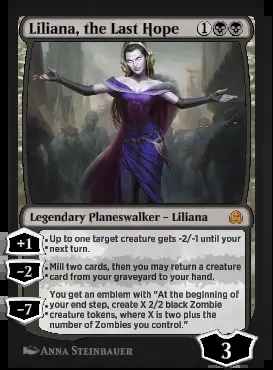 Liliana, the Last Hope 1
Legendary Planeswalker – Liliana
+1 Up to one target creature gets -2/-1 until your
next turn.
-2 Mill two cards, then you may return a creature
card from your graveyard to your hand.
-7 You get an emblem with "At the beginning of
your end step, create X 2/2 black Zombie
creature tokens, where X is two plus the
number of Zombies you control."
Anna Steinbauer
3